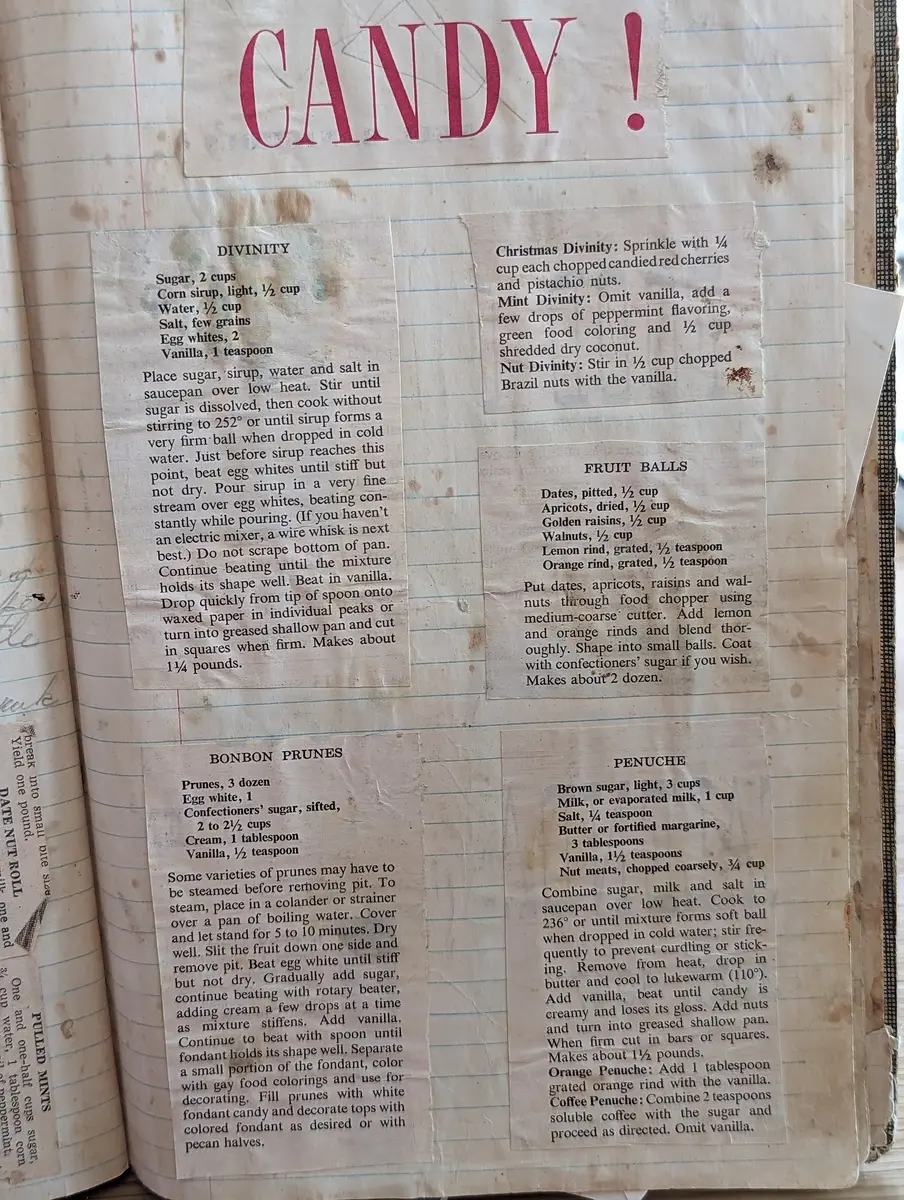 CANDY!
DIVINITY
Sugar, 2 cups
Corn sirup, light, ½ cup
Water, ½ cup
Salt, few grains
Egg whites, 2
Vanilla, 1 teaspoon
Place sugar, sirup, water and salt in
saucepan over low heat. Stir until
sugar is dissolved, then cook without
stirring to 252° or until sirup forms a
very firm ball when dropped in cold
water. Just before sirup reaches this
point, beat egg whites until stiff but
not dry. Pour sirup in a very fine
stream over egg whites, beating con-
stantly while pouring. (If you haven't
an electric mixer, a wire whisk is next
best.) Do not scrape bottom of pan.
Continue beating until the mixture
holds its shape well. Beat in vanilla.
Drop quickly from tip of spoon onto
waxed paper in individual peaks or
turn into greased shallow pan and cut
in squares when firm. Makes about
1¼ pounds.
Christmas Divinity: Sprinkle with ¼
cup each chopped candied red cherries
and pistachio nuts.
Mint Divinity: Omit vanilla, add a
few drops of peppermint flavoring,
green food coloring and ½ cup
shredded dry coconut.
Nut Divinity: Stir in ½ cup chopped
Brazil nuts with the vanilla.
FRUIT BALLS
Dates, pitted, ½ cup
Apricots, dried, ½ cup
Golden raisins, ½ cup
Walnuts, ½ cup
Lemon rind, grated, ½ teaspoon
Orange rind, grated, ½ teaspoon
Put dates, apricots, raisins and wal-
nuts through food chopper using
medium-coarse cutter. Add lemon
and orange rinds and blend thor-
oughly. Shape into small balls. Coat
with confectioners' sugar if you wish.
Makes about 2 dozen.
BONBON PRUNES
Prunes, 3 dozen
Egg white, 1
Confectioners' sugar, sifted,
2 to 2½ cups
Cream, 1 tablespoon
Vanilla, ½ teaspoon
Some varieties of prunes may have to
be steamed before removing pit. To
steam, place in a colander or strainer
over a pan of boiling water. Cover
and let stand for 5 to 10 minutes. Dry
well. Slit the fruit down one side and
remove pit. Beat egg white until stiff
but not dry. Gradually add sugar,
continue beating with rotary beater,
adding cream a few drops at a time
as mixture stiffens. Add vanilla.
Continue to beat with spoon until
fondant holds its shape well. Separate
a small portion of the fondant, color
with gay food colorings and use for
decorating. Fill prunes with white
fondant candy and decorate tops with
colored fondant as desired or with
pecan halves.
PENUCHE
Brown sugar, light, 3 cups
Milk, or evaporated milk, 1 cup
Salt, ¼ teaspoon
Butter or fortified margarine,
3 tablespoons
Vanilla, 1½ teaspoons
Nut meats, chopped coarsely, ¾ cup
Combine sugar, milk and salt in
saucepan over low heat. Cook to
236° or until mixture forms soft ball
when dropped in cold water; stir fre-
quently to prevent curdling or stick-
ing. Remove from heat, drop in
butter and cool to lukewarm (110°).
Add vanilla, beat until candy is
creamy and loses its gloss. Add nuts
and turn into greased shallow pan.
When firm cut in bars or squares.
Makes about 1½ pounds.
Orange Penuche: Add 1 tablespoon
grated orange rind with the vanilla.
Coffee Penuche: Combine 2 teaspoons
soluble coffee with the sugar and
proceed as directed. Omit vanilla.
break into small bite size
Yield one pound.
DATE NUT ROLL
one and
PULLED MINTS
One and one-half cups sugar,
¾ cup water, 1 tablespoon corn
of peppermint.